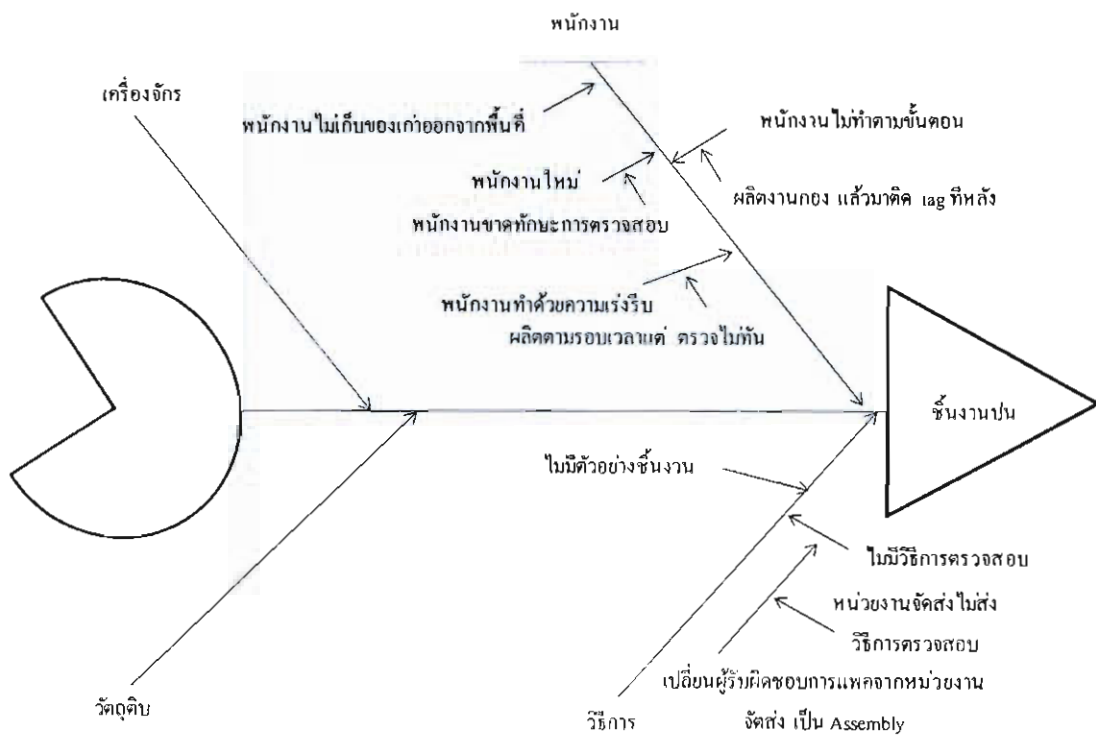 พนักงาน
เครื่องจักร
พนักงานไม่เก็บของเก่าออกจากพื้นที่
พนักงานไม่ทำตามขั้นตอน
พนักงานใหม่
ผลิตงานกอง แล้วมาติด tag ทีหลัง
พนักงานขาดทักษะการตรวจสอบ
พนักงานทำด้วยความเร่งรีบ
ผลิตตามรอบเวลาแต่ ตรวจไม่ทัน
ชิ้นงานปน
ไม่มีตัวอย่างชิ้นงาน
ไม่มีวิธีการตรวจสอบ
หน่วยงานจัดส่งไม่ส่ง
วิธีการตรวจสอบ
เปลี่ยนผู้รับผิดชอบการแพคจากหน่วยงาน
จัดส่ง เป็น Assembly
วัตถุดิบ
วิธีการ